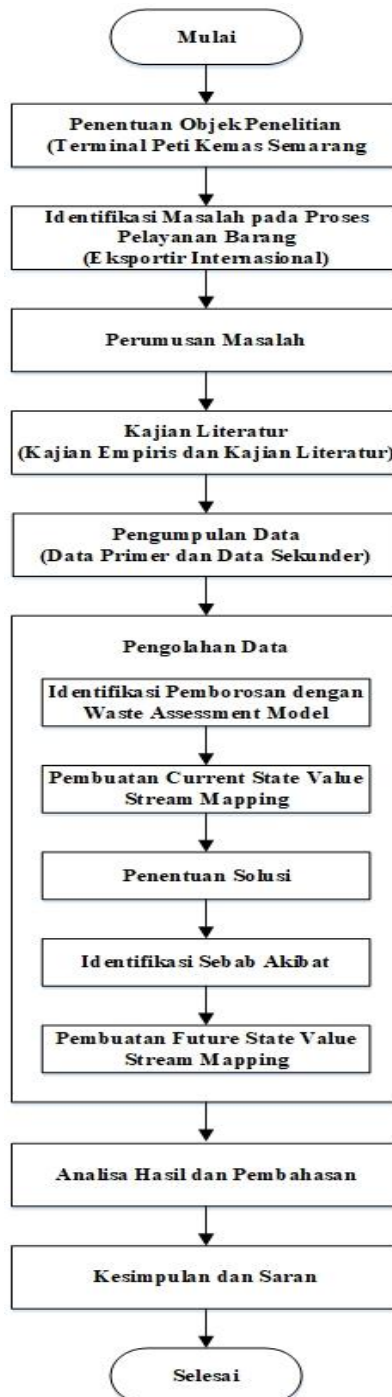 Mulai
Penentuan Objek Penelitian
(Terminal Peti Kemas Semarang
Identifikasi Masalah pada Proses
Pelayanan Barang
(Eksportir Internasional)
Perumusan Masalah
Kajian Literatur
(Kajian Empiris dan Kajian Literatur)
Pengumpulan Data
(Data Primer dan Data Sekunder)
Pengolahan Data
Identifikasi Pemborosan dengan
Waste Assessment Model
Pembuatan Current State Value
Stream Mapping
Penentuan Solusi
Identifikasi Sebab Akibat
Pembuatan Future State Value
Stream Mapping
Analisa Hasil dan Pembahasan
Kesimpulan dan Saran
Selesai